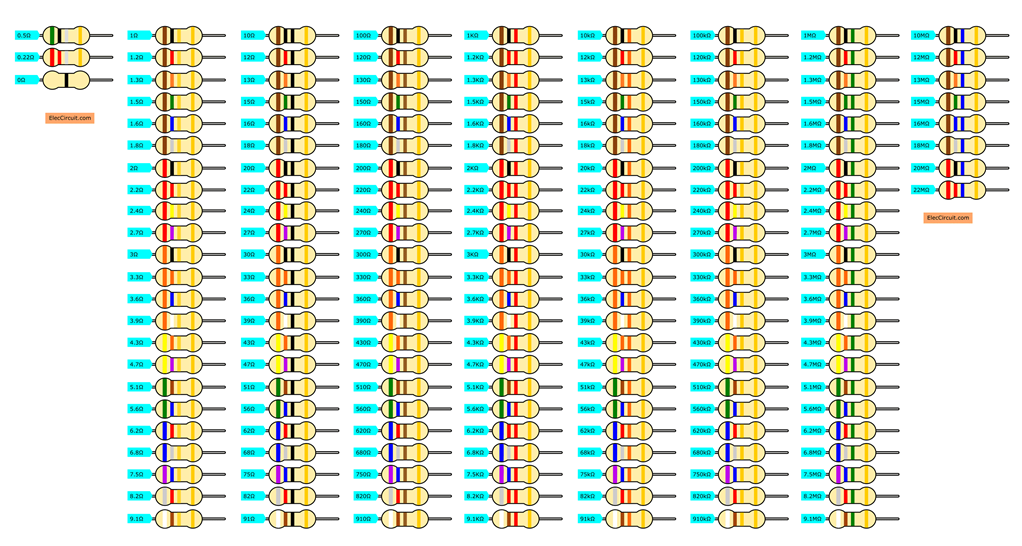 0.5Ω 1Ω 10Ω 100Ω 1KΩ 10kΩ 100kΩ 1MΩ 10MΩ
0.22Ω 1.2Ω 12Ω 120Ω 1.2KΩ 12kΩ 120kΩ 1.2MΩ 12MΩ
0Ω 1.3Ω 13Ω 130Ω 1.3KΩ 13kΩ 130kΩ 1.3MΩ 13MΩ
1.5Ω 15Ω 150Ω 1.5KΩ 15kΩ 150kΩ 1.5MΩ 15MΩ
ElecCircuit.com
1.6Ω 16Ω 160Ω 1.6KΩ 16kΩ 160kΩ 1.6MΩ 16MΩ
1.8Ω 18Ω 180Ω 1.8KΩ 18kΩ 180kΩ 1.8MΩ 18MΩ
2Ω 20Ω 200Ω 2KΩ 20kΩ 200kΩ 2MΩ 20MΩ
2.2Ω 22Ω 220Ω 2.2KΩ 22kΩ 220kΩ 2.2MΩ 22MΩ
2.4Ω 24Ω 240Ω 2.4KΩ 24kΩ 240kΩ 2.4MΩ
ElecCircuit.com
2.7Ω 27Ω 270Ω 2.7KΩ 27kΩ 270kΩ 2.7MΩ
3Ω 30Ω 300Ω 3KΩ 30kΩ 300kΩ 3MΩ
3.3Ω 33Ω 330Ω 3.3KΩ 33kΩ 330kΩ 3.3MΩ
3.6Ω 36Ω 360Ω 3.6KΩ 36kΩ 360kΩ 3.6MΩ
3.9Ω 39Ω 390Ω 3.9KΩ 39kΩ 390kΩ 3.9MΩ
4.3Ω 43Ω 430Ω 4.3KΩ 43kΩ 430kΩ 4.3MΩ
4.7Ω 47Ω 470Ω 4.7KΩ 47kΩ 470kΩ 4.7MΩ
5.1Ω 51Ω 510Ω 5.1KΩ 51kΩ 510kΩ 5.1MΩ
5.6Ω 56Ω 560Ω 5.6KΩ 56kΩ 560kΩ 5.6MΩ
6.2Ω 62Ω 620Ω 6.2KΩ 62kΩ 620kΩ 6.2MΩ
6.8Ω 68Ω 680Ω 6.8KΩ 68kΩ 680kΩ 6.8MΩ
7.5Ω 75Ω 750Ω 7.5KΩ 75kΩ 750kΩ 7.5MΩ
8.2Ω 82Ω 820Ω 8.2KΩ 82kΩ 820kΩ 8.2MΩ
9.1Ω 91Ω 910Ω 9.1KΩ 91kΩ 910kΩ 9.1MΩ